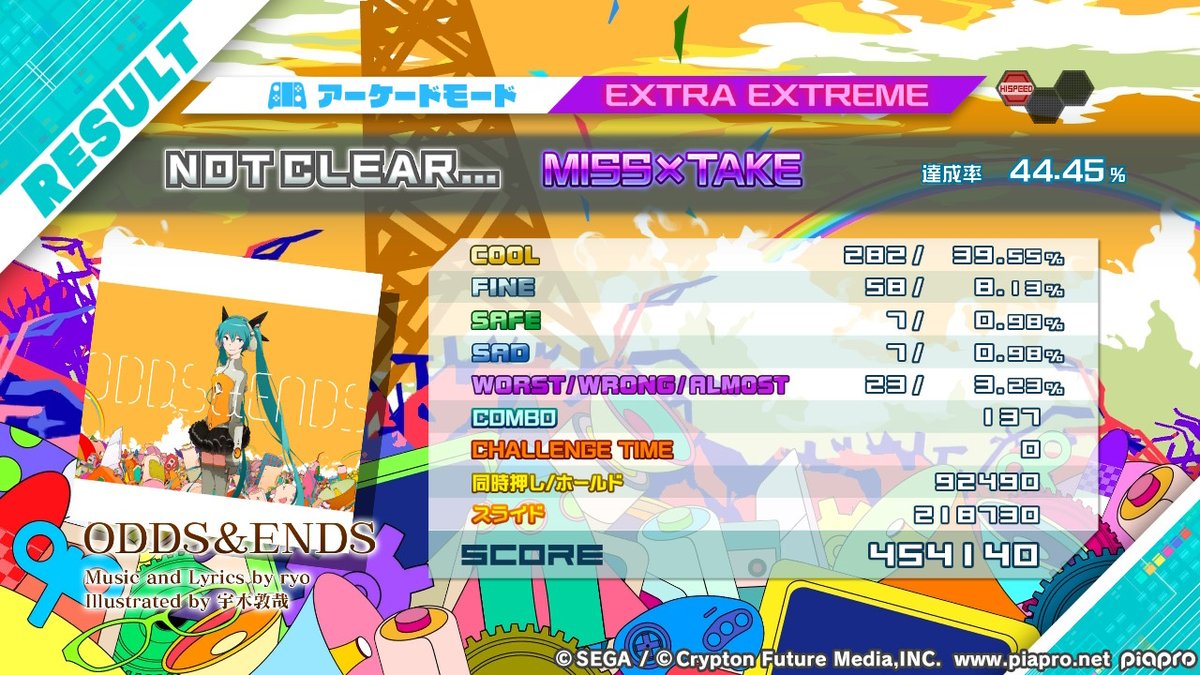 RESULT
アーケードモード EXTRA EXTREME HISPEED
NOT CLEAR... MISS×TAKE 達成率 44.45%
COOL 282/ 39.55%
FINE 58/ 8.13%
SAFE 7/ 0.98%
SAD 7/ 0.98%
WORST/WRONG/ALMOST 23/ 3.23%
COMBO 137
CHALLENGE TIME 0
同時押し/ホールド 92490
スライド 218730
SCORE 454140
ODDS&ENDS
ODDS&ENDS
Music and Lyrics by ryo
Illustrated by 宇木敦哉
© SEGA / © Crypton Future Media,INC. www.piapro.net piapro